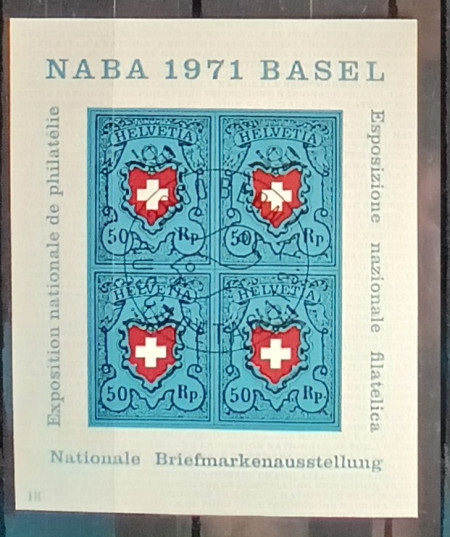 NABA 1971 BASEL
Exposition nationale de philatélie
Esposizione nazionale filatelica
HELVETIA
50 Rp.
HELVETIA
50 Rp.
HELVETIA
50 Rp.
HELVETIA
50 Rp.
Nationale Briefmarkenausstellung
18